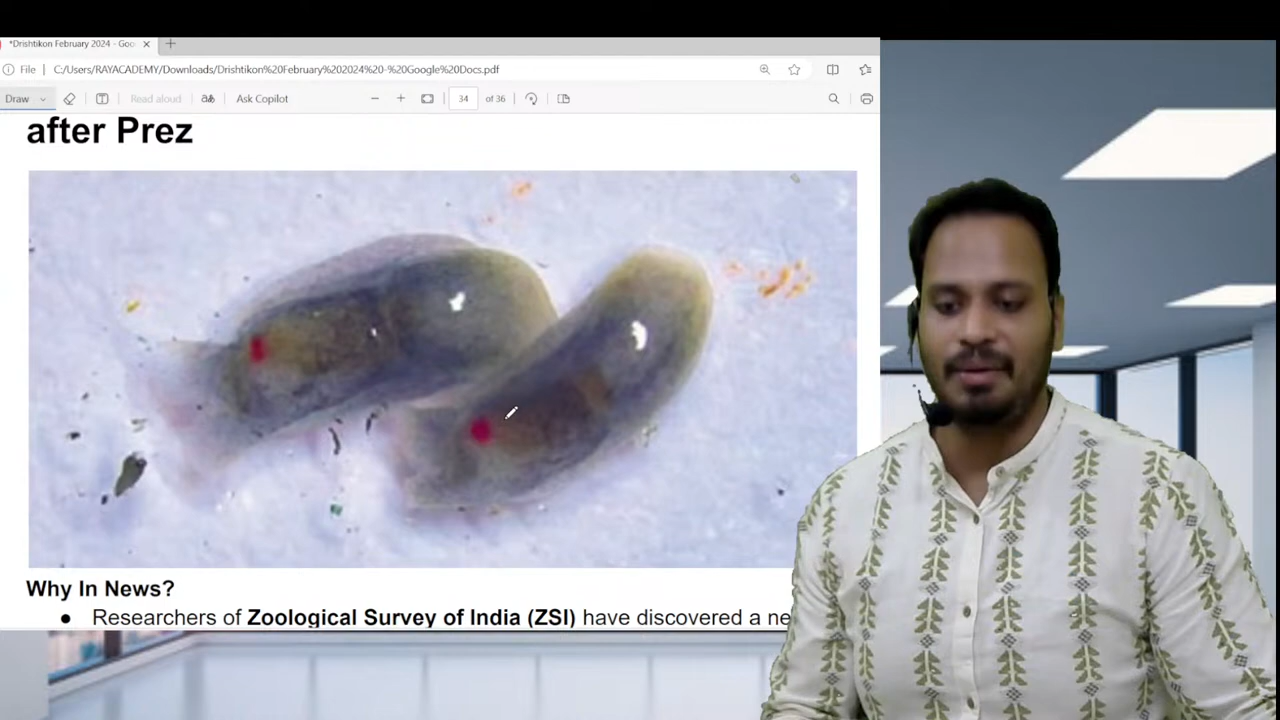 *Drishtikon February 2024 - Goo
File | C:/Users/RAYACADEMY/Downloads/Drishtikon%20February%202024%20-%20Google%20Docs.pdf
Draw Read aloud aあ Ask Copilot 34 of 36
after Prez
Why In News?
● Researchers of Zoological Survey of India (ZSI) have discovered a ne